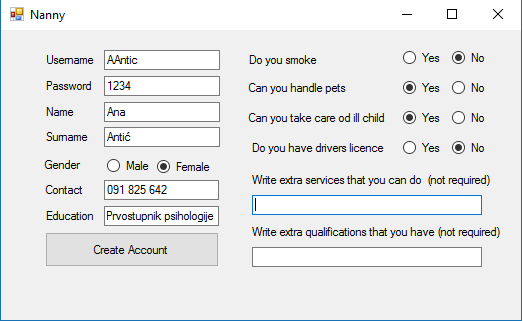 Nanny
Username AAntic
Password 1234
Name Ana
Surname Antić
Gender Male Female
Contact 091 825 642
Education Prvostupnik psihologije
Create Account
Do you smoke Yes No
Can you handle pets Yes No
Can you take care od ill child Yes No
Do you have drivers licence Yes No
Write extra services that you can do (not required)
Write extra qualifications that you have (not required)